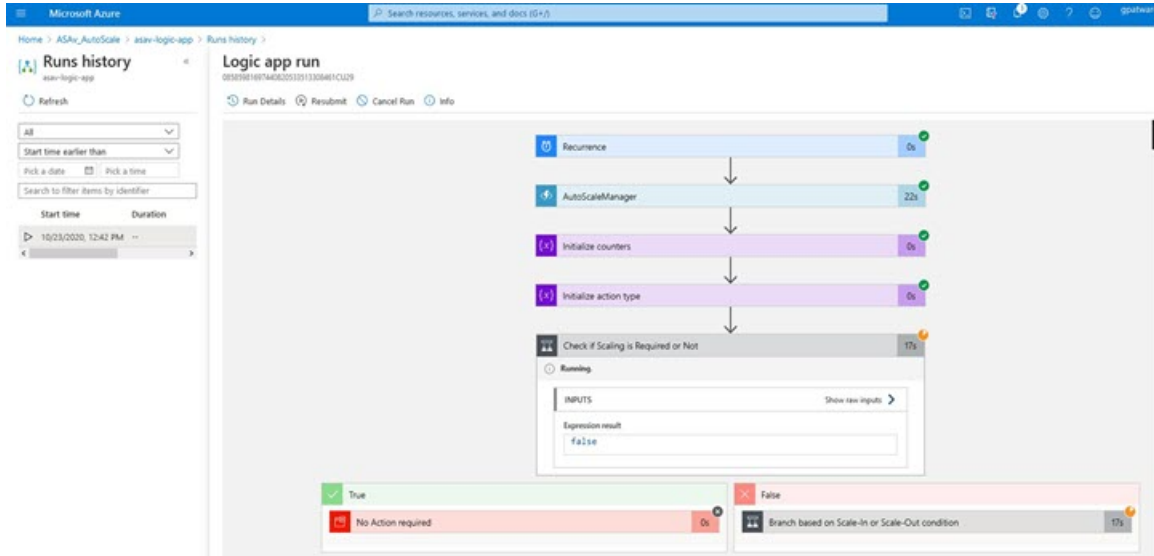 Microsoft Azure
Search resources, services, and docs (G+/)
Home > ASAv_AutoScale > asav-logic-app > Runs history >
Runs history
asav-logic-app
Logic app run
Refresh
Run Details Resubmit Cancel Run Info
All
Start time earlier than
Pick a date Pick a time
Search to filter items by identifier
Start time Duration
10/23/2020, 12:42 PM --
Recurrence 0s
AutoScaleManager 22s
Initialize counters 0s
Initialize action type 0s
Check if Scaling is Required or Not 17s
Running.
INPUTS Show raw inputs
Expression result
false
True
No Action required 0s
False
Branch based on Scale-In or Scale-Out condition 17s